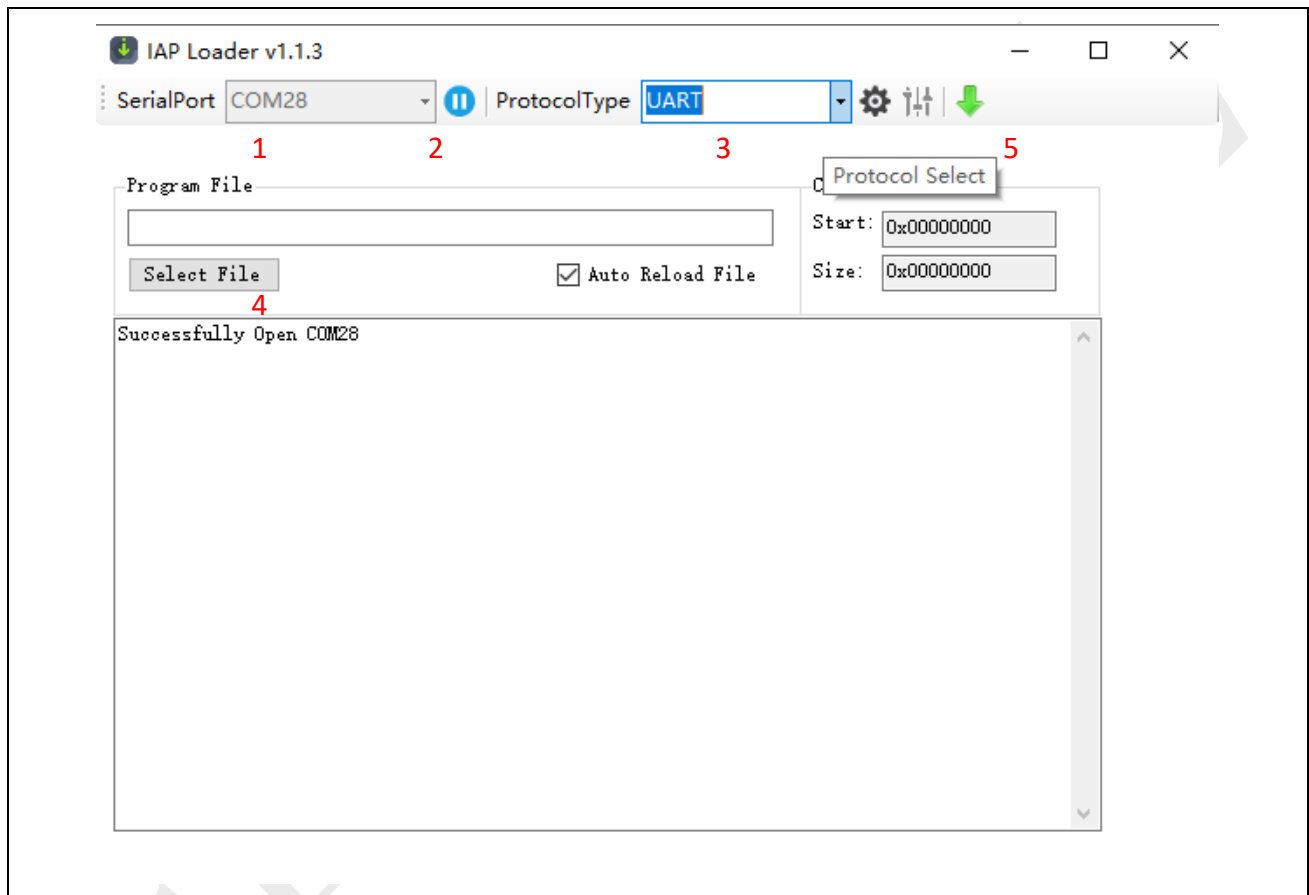 IAP Loader v1.1.3
SerialPort COM28 ProtocolType UART
1 2 3 5
Protocol Select
Program File
Start: 0x00000000
Select File Auto Reload File Size: 0x00000000
4
Successfully Open COM28